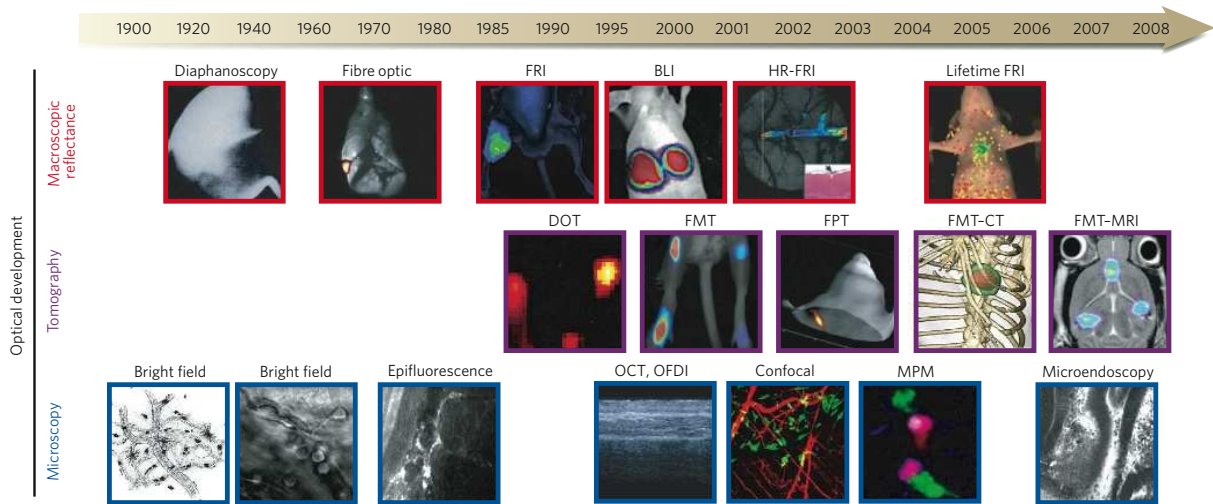 1900 1920 1940 1960 1970 1980 1985 1990 1995 2000 2001 2002 2003 2004 2005 2006 2007 2008
Diaphanoscopy Fibre optic FRI BLI HR-FRI Lifetime FRI
Macroscopic
reflectance
DOT FMT FPT FMT–CT FMT–MRI
Tomography
Optical development
Bright field Bright field Epifluorescence OCT, OFDI Confocal MPM Microendoscopy
Microscopy